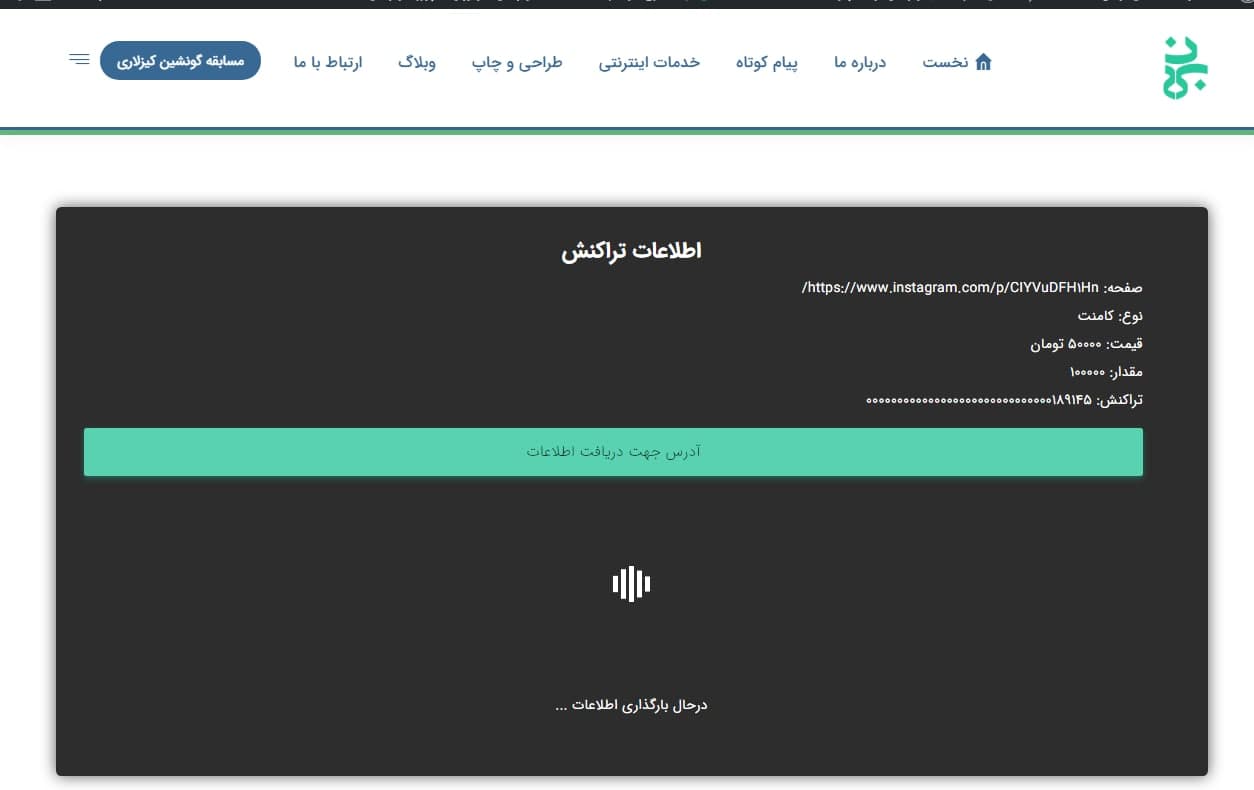 نخست
درباره ما
پیام کوتاه
خدمات اینترنتی
طراحی و چاپ
وبلاگ
ارتباط با ما
مسابقه گونشین کیزلاری
اطلاعات تراکنش
صفحه: https://www.instagram.com/p/CIYVuDFH۱Hn/
نوع: کامنت
قیمت: ۵۰۰۰۰ تومان
مقدار: ۱۰۰۰۰۰
تراکنش: ۰۰۰۰۰۰۰۰۰۰۰۰۰۰۰۰۰۰۰۰۰۰۰۰۰۰۰۰۰۰۱۸۹۱۴۵
آدرس جهت دریافت اطلاعات
درحال بارگذاری اطلاعات ...